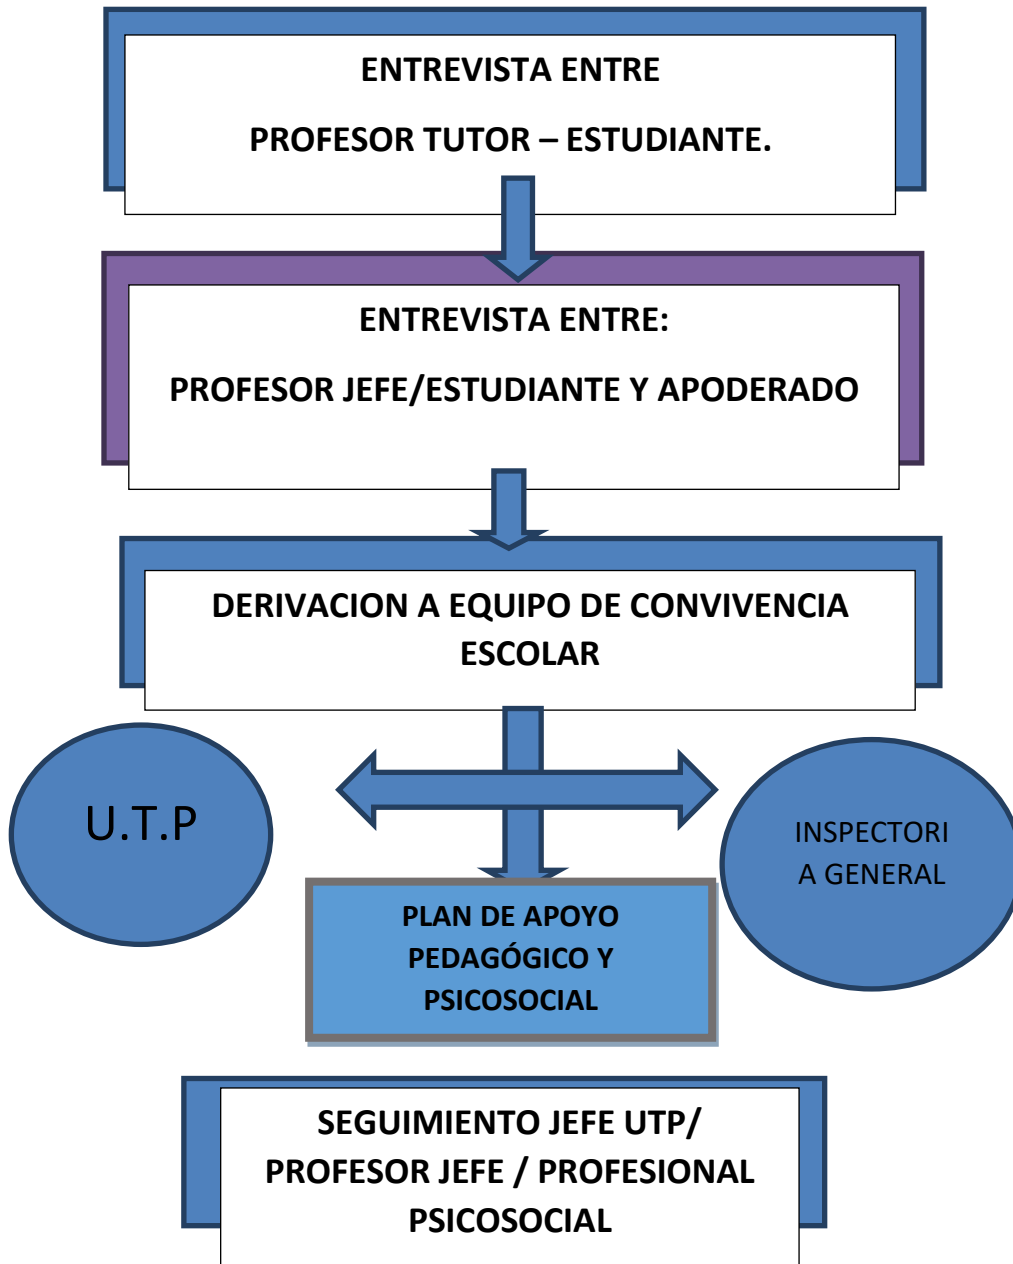 ENTREVISTA ENTRE
PROFESOR TUTOR – ESTUDIANTE.
ENTREVISTA ENTRE:
PROFESOR JEFE/ESTUDIANTE Y APODERADO
DERIVACION A EQUIPO DE CONVIVENCIA
ESCOLAR
U.T.P
INSPECTORI
A GENERAL
PLAN DE APOYO
PEDAGÓGICO Y
PSICOSOCIAL
SEGUIMIENTO JEFE UTP/
PROFESOR JEFE / PROFESIONAL
PSICOSOCIAL